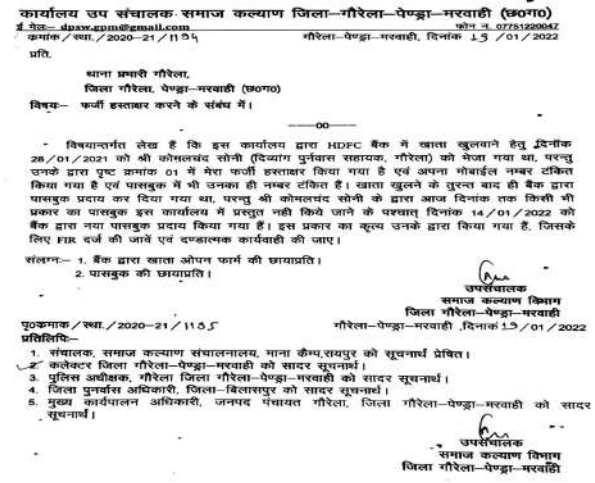 कार्यालय उप संचालक समाज कल्याण जिला-गौरेला-पेण्ड्रा-मरवाही (छ0ग0)
ई मेल:- dpsw.gpm@gmail.com फोन नं. 07751220047
क्रमांक/स्था./2020-21/1194 गौरेला-पेण्ड्रा-मरवाही, दिनांक 19/01/2022
प्रति,
थाना प्रभारी गौरेला,
जिला गौरेला, पेण्ड्रा-मरवाही (छ0ग0)
विषयः- फर्जी हस्ताक्षर करने के संबंध में।
-----00-----
विषयान्तर्गत लेख है कि इस कार्यालय द्वारा HDFC बैंक में खाता खुलवाने हेतु दिनाँक
28/01/2021 को श्री कोमलचंद सोनी (दिव्यांग पुर्नवास सहायक, गौरेला) को भेजा गया था, परन्तु
उनके द्वारा पृष्ट क्रमांक 01 में मेरा फर्जी हस्ताक्षर किया गया है एवं अपना मोबाईल नम्बर टंकित
किया गया है एवं पासबुक में भी उनका ही नम्बर टंकित है। खाता खुलने के तुरन्त बाद ही बैंक द्वारा
पासबुक प्रदाय कर दिया गया था, परन्तु श्री कोमलचंद सोनी के द्वारा आज दिनांक तक किसी भी
प्रकार का पासबुक इस कार्यालय में प्रस्तुत नही किये जाने के पश्चात् दिनांक 14/01/2022 को
बैंक द्वारा नया पासबुक प्रदाय किया गया हैं। इस प्रकार का कृत्य उनके द्वारा किया गया हैं, जिसके
लिए FIR दर्ज की जावें एवं दण्डात्मक कार्यवाही की जाए।
संलग्नः- 1. बैंक द्वारा खाता ओपन फार्म की छायाप्रति।
2. पासबुक की छायाप्रति।
उपसंचालक
समाज कल्याण विभाग
जिला गौरेला-पेण्ड्रा-मरवाही
पृ0क्रमाक/स्था./2020-21/1195 गौरेला-पेण्ड्रा-मरवाही ,दिनाक 19/01/2022
प्रतिलिपिः-
1. संचालक, समाज कल्याण संचालनालय, माना कैम्प,रायपुर को सूचनार्थ प्रेषित।
2. कलेक्टर जिला गौरेला-पेण्ड्रा-मरवाही को सादर सूचनार्थ।
3. पुलिस अधीक्षक, गौरेला जिला गौरेला-पेण्ड्रा-मरवाही को सादर सूचनार्थ।
4. जिला पुनर्वास अधिकारी, जिला-बिलासपुर को सादर सूचनार्थ।
5. मुख्य कार्यपालन अधिकारी, जनपद पंचायत गौरेला, जिला गौरेला-पेण्ड्रा-मरवाही को सादर
सूचनार्थ।
उपसंचालक
समाज कल्याण विभाग
जिला गौरेला-पेण्ड्रा-मरवाही